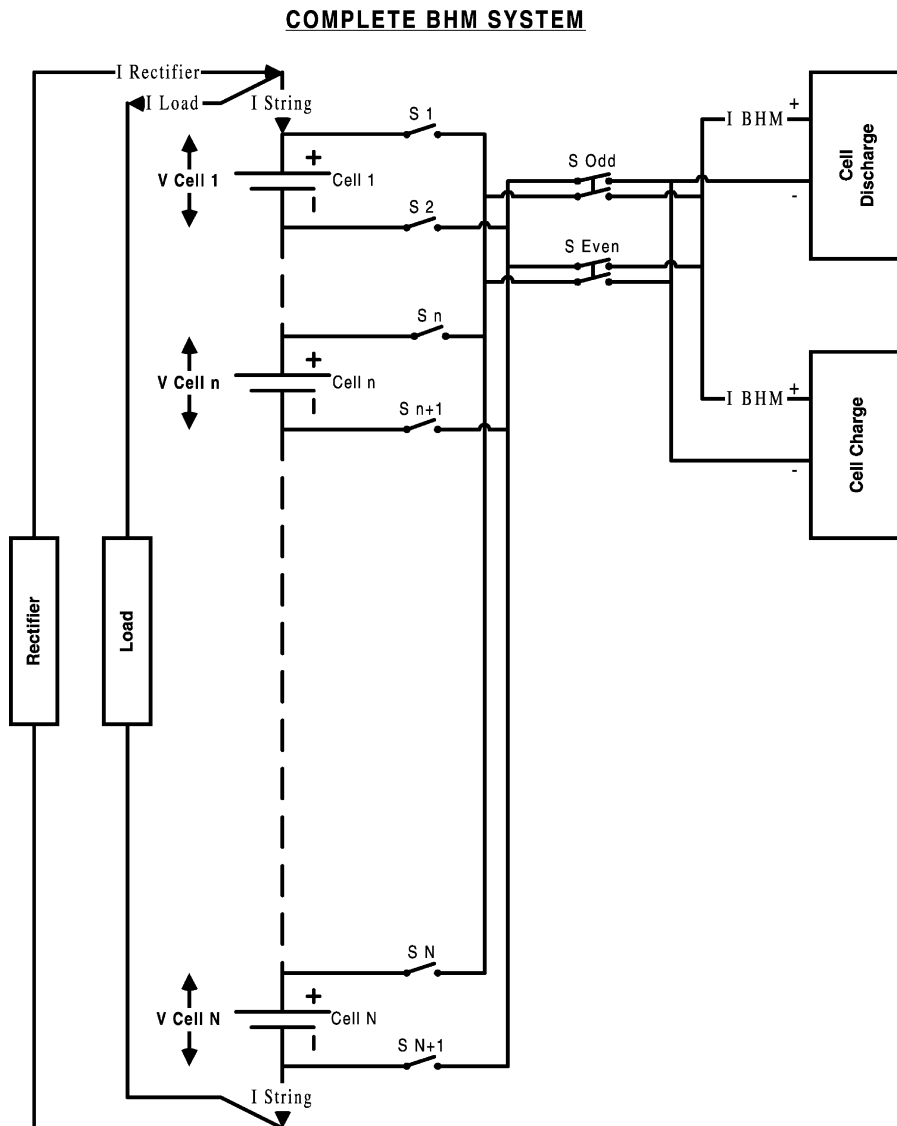 COMPLETE BHM SYSTEM
I Rectifier
I Load
I String
S 1
I BHM
+
Cell
Discharge
-
S Odd
V Cell 1
+
Cell 1
S 2
S Even
S n
V Cell n
+
Cell n
S n+1
I BHM
+
Cell Charge
-
Rectifier
Load
S N
V Cell N
+
Cell N
S N+1
I String